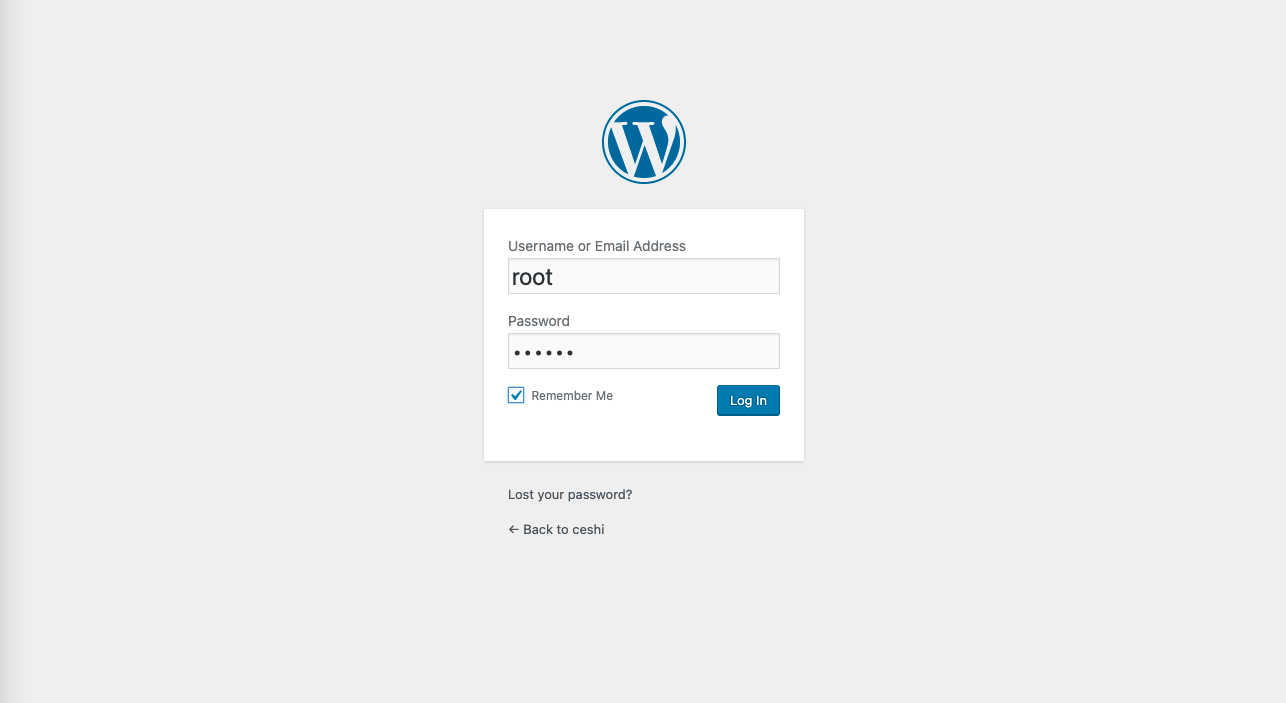 Username or Email Address
root
Password
••••••
Remember Me
Log In
Lost your password?
← Back to ceshi